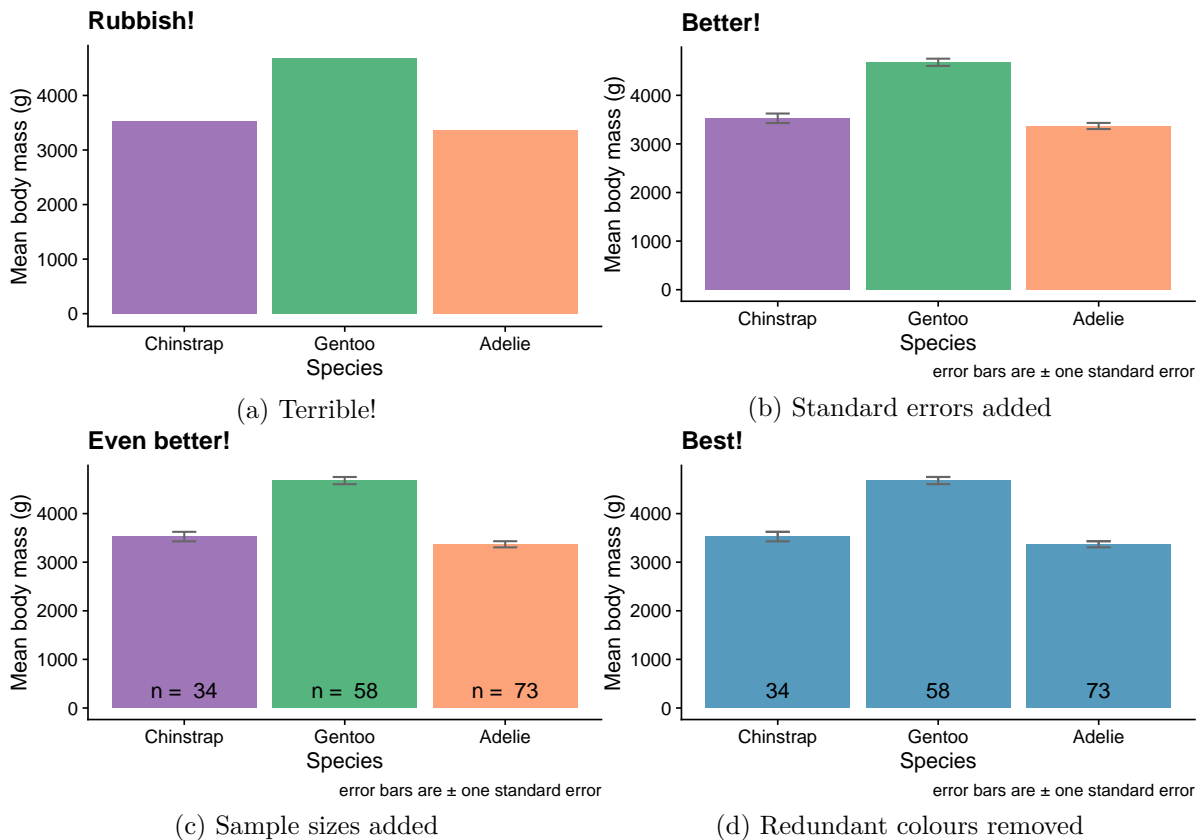 Rubbish!
Mean body mass (g)
4000
3000
2000
1000
0
Chinstrap Gentoo Adelie
Species
(a) Terrible!
Better!
Mean body mass (g)
4000
3000
2000
1000
0
Chinstrap Gentoo Adelie
Species
error bars are ± one standard error
(b) Standard errors added
Even better!
Mean body mass (g)
4000
3000
2000
1000
0
n = 34 n = 58 n = 73
Chinstrap Gentoo Adelie
Species
error bars are ± one standard error
(c) Sample sizes added
Best!
Mean body mass (g)
4000
3000
2000
1000
0
34 58 73
Chinstrap Gentoo Adelie
Species
error bars are ± one standard error
(d) Redundant colours removed